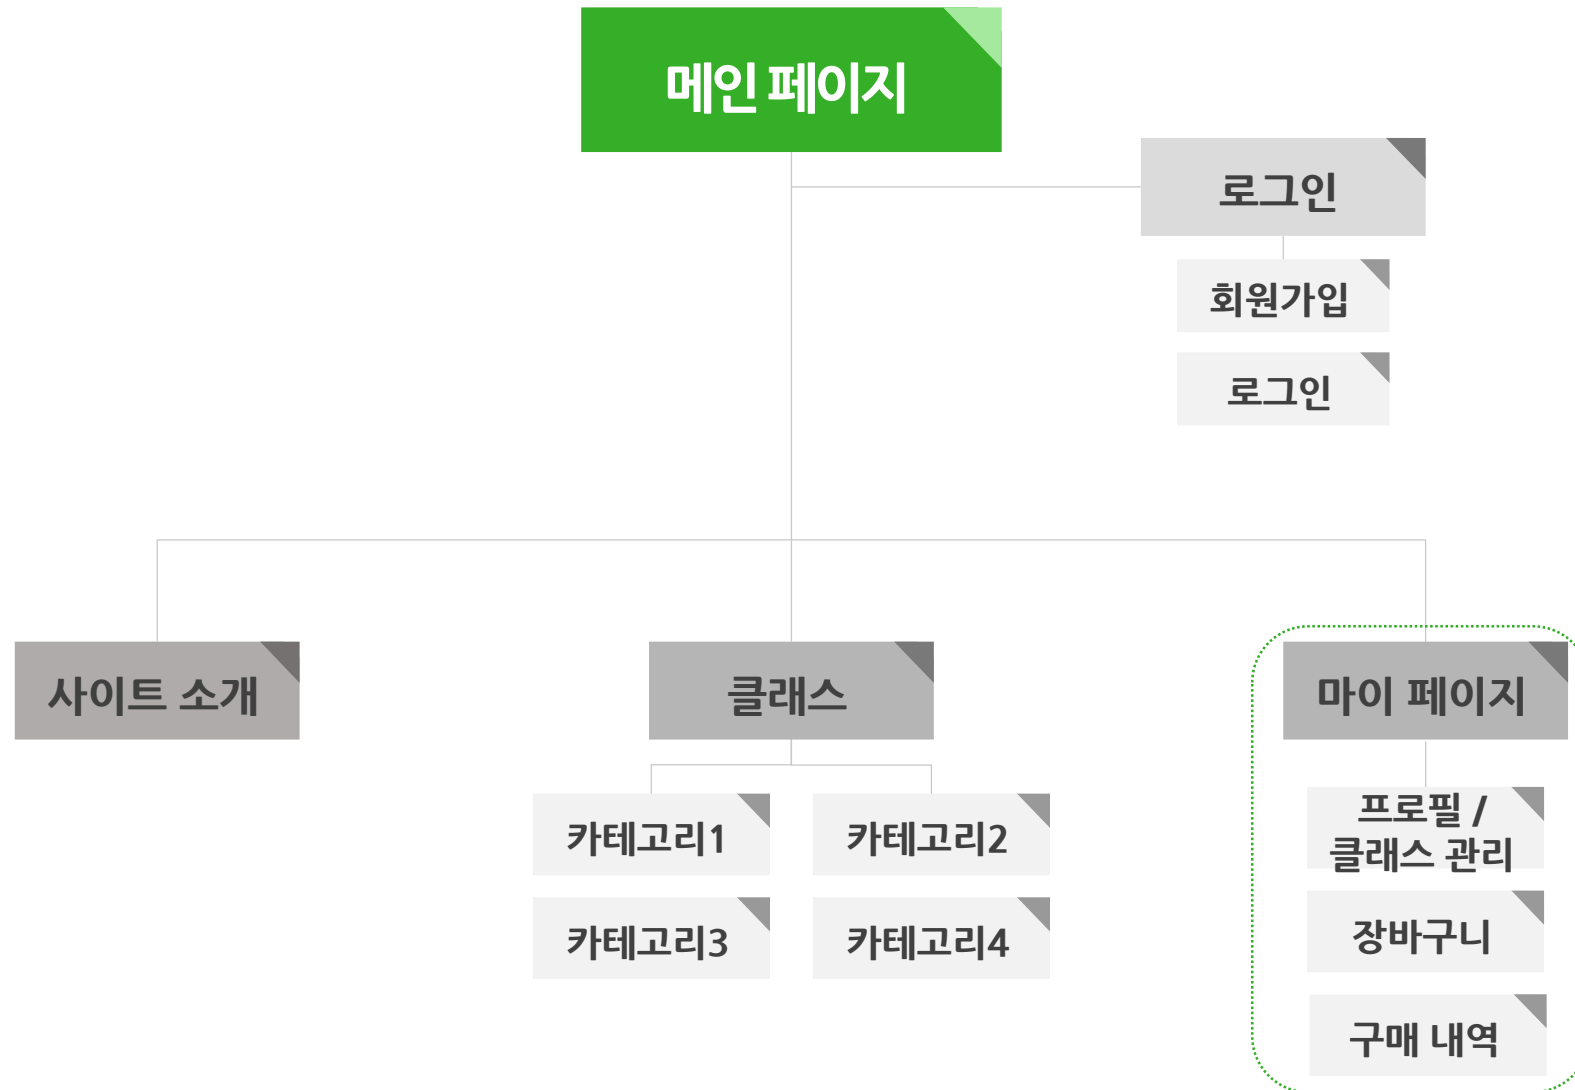 메인 페이지
로그인
회원가입
로그인
사이트 소개
클래스
마이 페이지
카테고리1
카테고리2
카테고리3
카테고리4
프로필 /
클래스 관리
장바구니
구매 내역